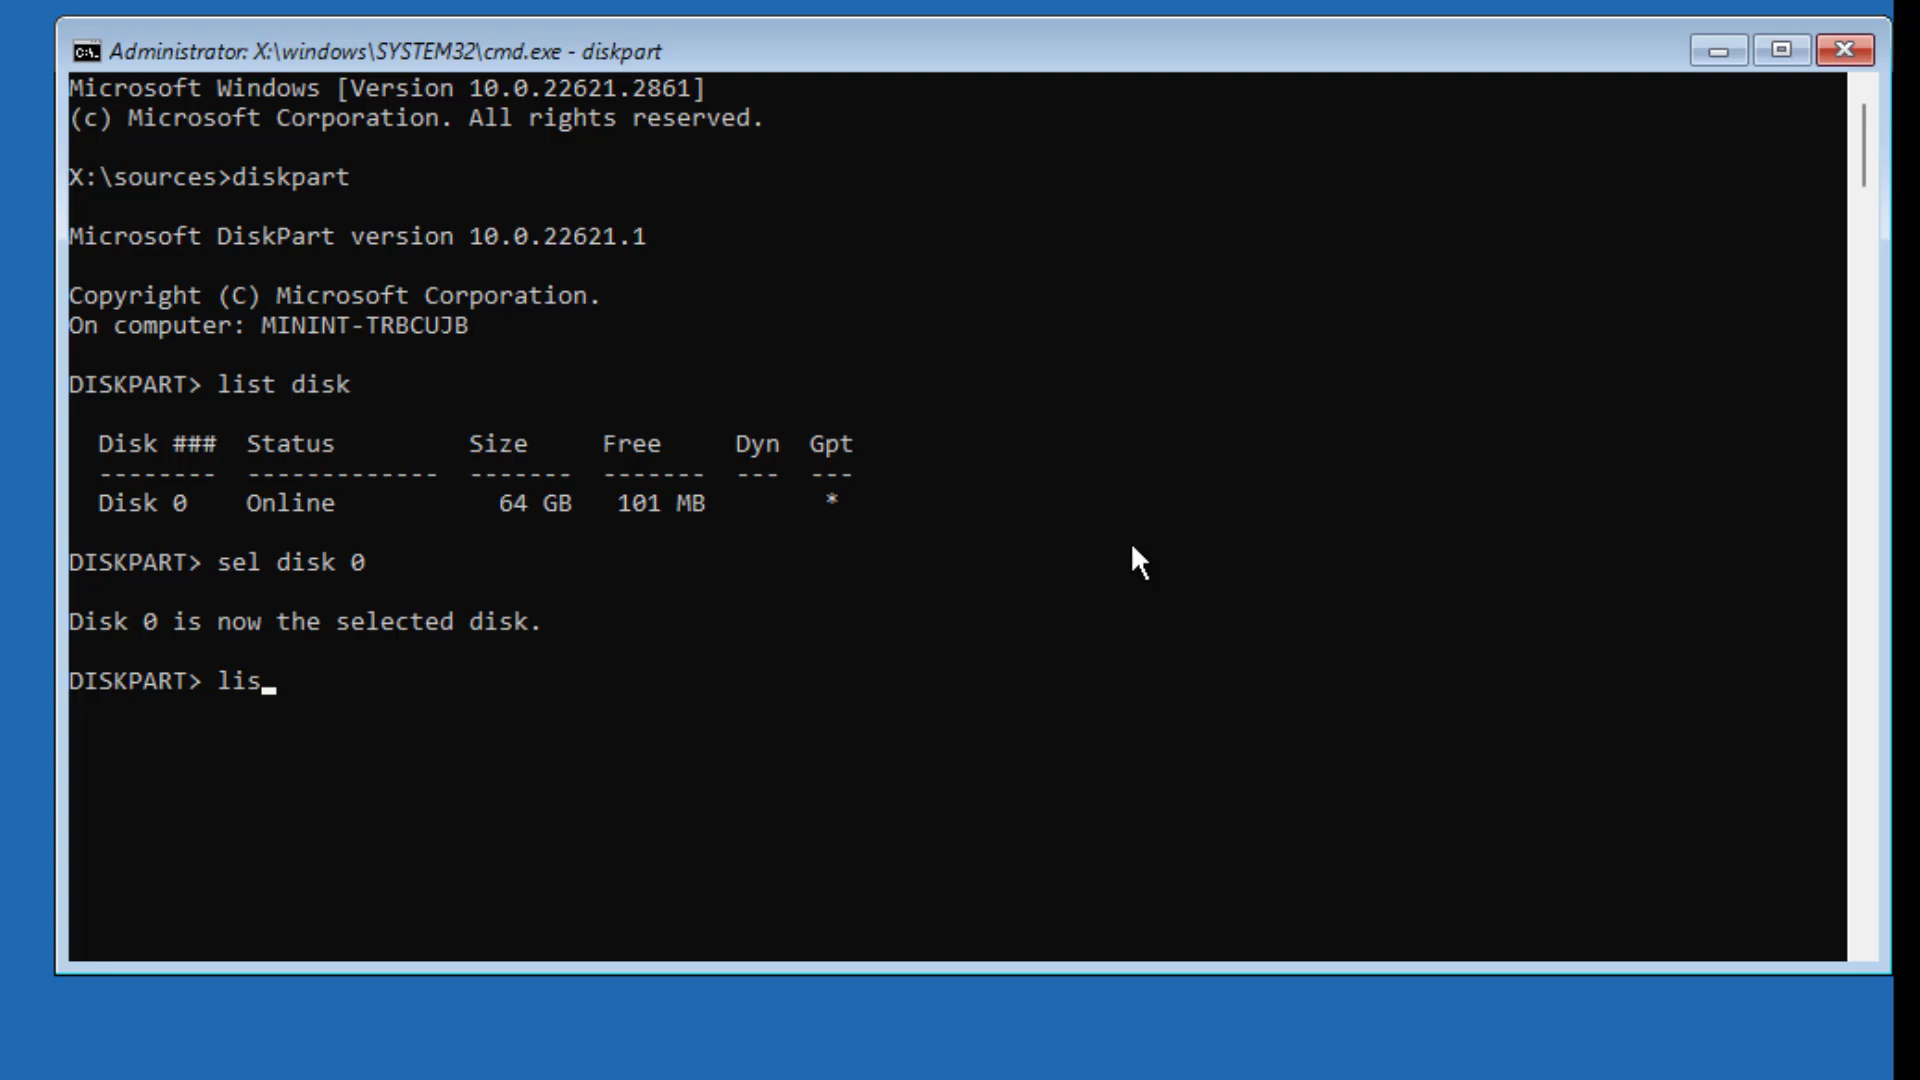 Administrator: X:\windows\SYSTEM32\cmd.exe - diskpart
Microsoft Windows [Version 10.0.22621.2861]
(c) Microsoft Corporation. All rights reserved.
X:\sources>diskpart
Microsoft DiskPart version 10.0.22621.1
Copyright (C) Microsoft Corporation.
On computer: MININT-TRBCUJB
DISKPART> list disk
  Disk ###  Status         Size     Free     Dyn  Gpt
  --------  -------------  -------  -------  ---  ---
  Disk 0    Online           64 GB   101 MB        *
DISKPART> sel disk 0
Disk 0 is now the selected disk.
DISKPART> lis